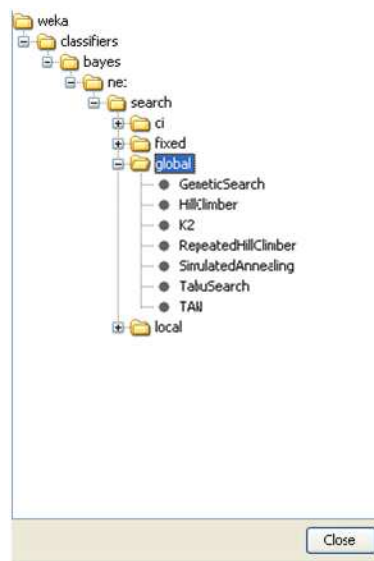 weka
classifiers
bayes
net
search
ci
fixed
global
GeneticSearch
HillClimber
K2
RepeatedHillClimber
SimulatedAnnealing
TabuSearch
TAN
local
Close